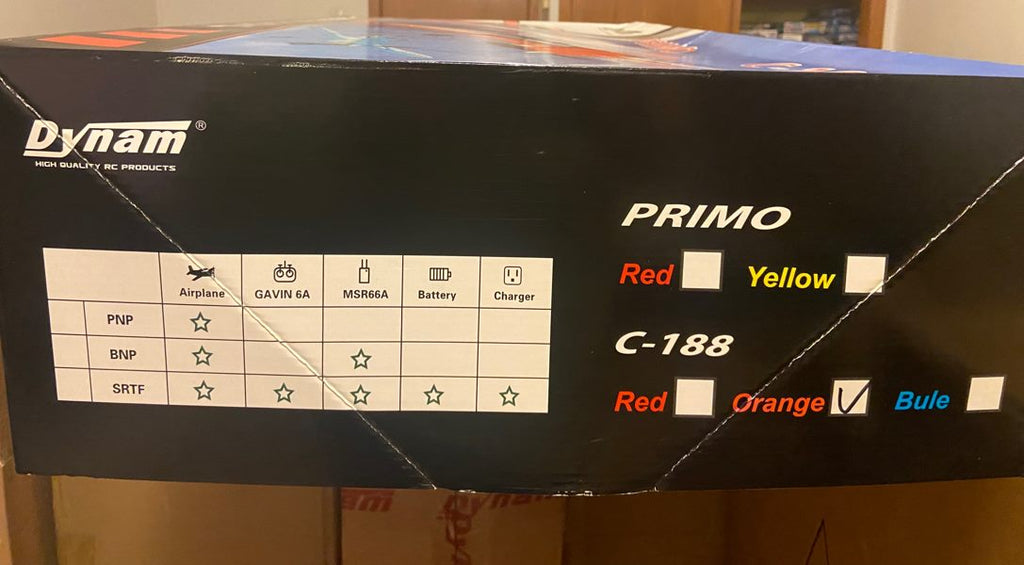 Dynam®
HIGH QUALITY RC PRODUCTS
Airplane GAVIN 6A MSR66A Battery Charger
PNP ☆
BNP ☆ ☆
SRTF ☆ ☆ ☆ ☆ ☆
PRIMO
Red Yellow
C-188
Red Orange ✓ Bule
Dynam